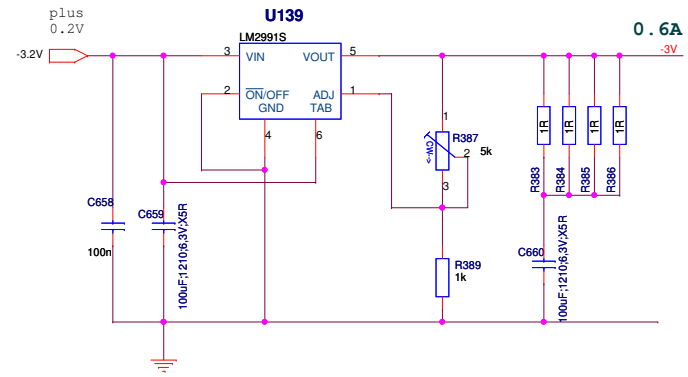 plus
0.2V
U139
0.6A
LM2991S
-3.2V
3
VIN
VOUT
5
-3V
2
ON/OFF
ADJ
1
GND
TAB
4
6
1
R387
CW->
2
5k
3
1R
1R
1R
1R
R383
R384
R385
R386
C658
100n
C659
100uF;1210;6,3V;X5R
R389
1k
C660
100uF;1210;6,3V;X5R